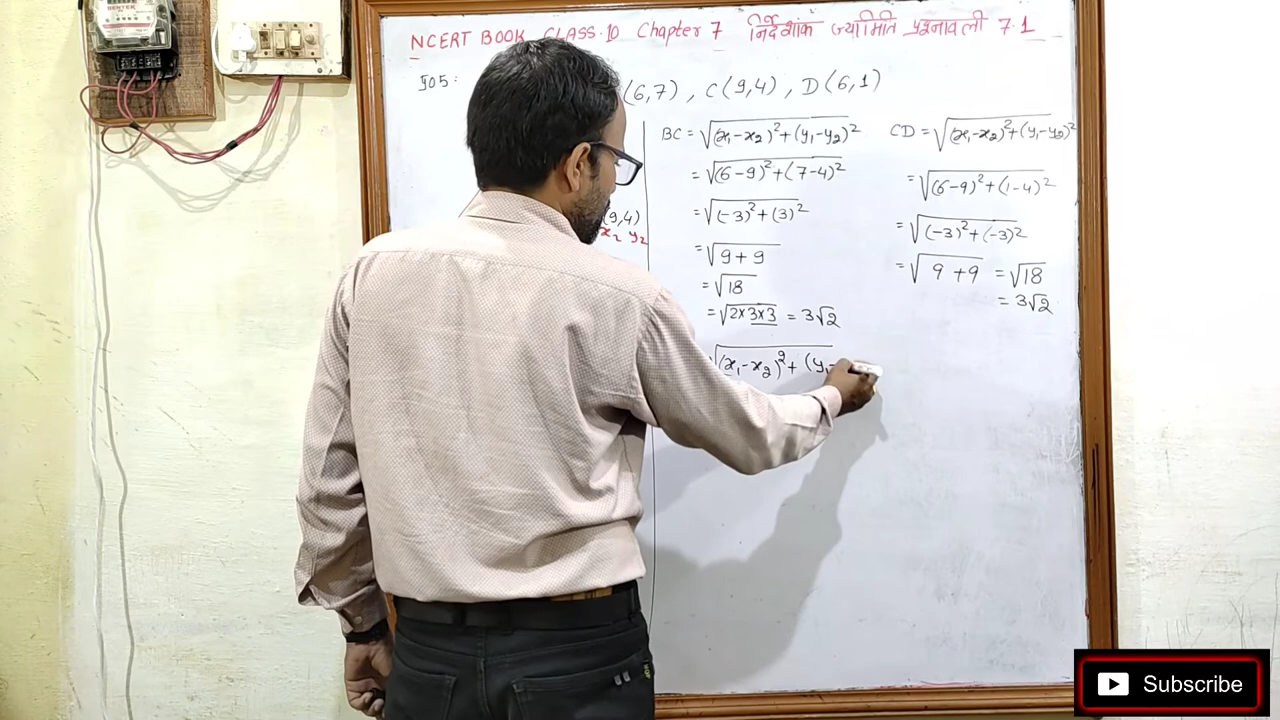 NCERT BOOK CLASS-10 Chapter 7 निर्देशांक ज्यामिति प्रश्नावली 7.1
(6,7) , C(9,4) , D(6,1)
(9,4)
x₂ y₂
BC = √(x₁-x₂)²+(y₁-y₂)²
= √(6-9)²+(7-4)²
= √(-3)²+(3)²
= √9+9
= √18
= √2×3×3 = 3√2
√(x₁-x₂)²+ (y₁-
CD = √(x₁-x₂)²+(y₁-y₂)²
= √(6-9)²+(1-4)²
= √(-3)²+(-3)²
= √9+9 = √18
= 3√2
Subscribe